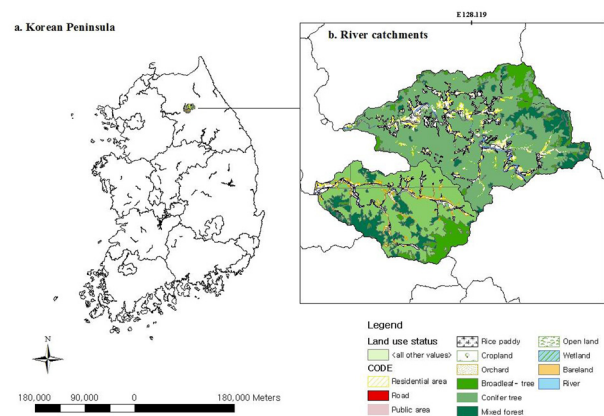 E128.119
a. Korean Peninsula
b. River catchments
N
180,000 90,000 0 180,000 Meters
Legend
Land use status
<all other values>
CODE
Residential area
Road
Public area
Rice paddy
Cropland
Orchard
Broadleaf- tree
Conifer tree
Mixed forest
Open land
Wetland
Bareland
River